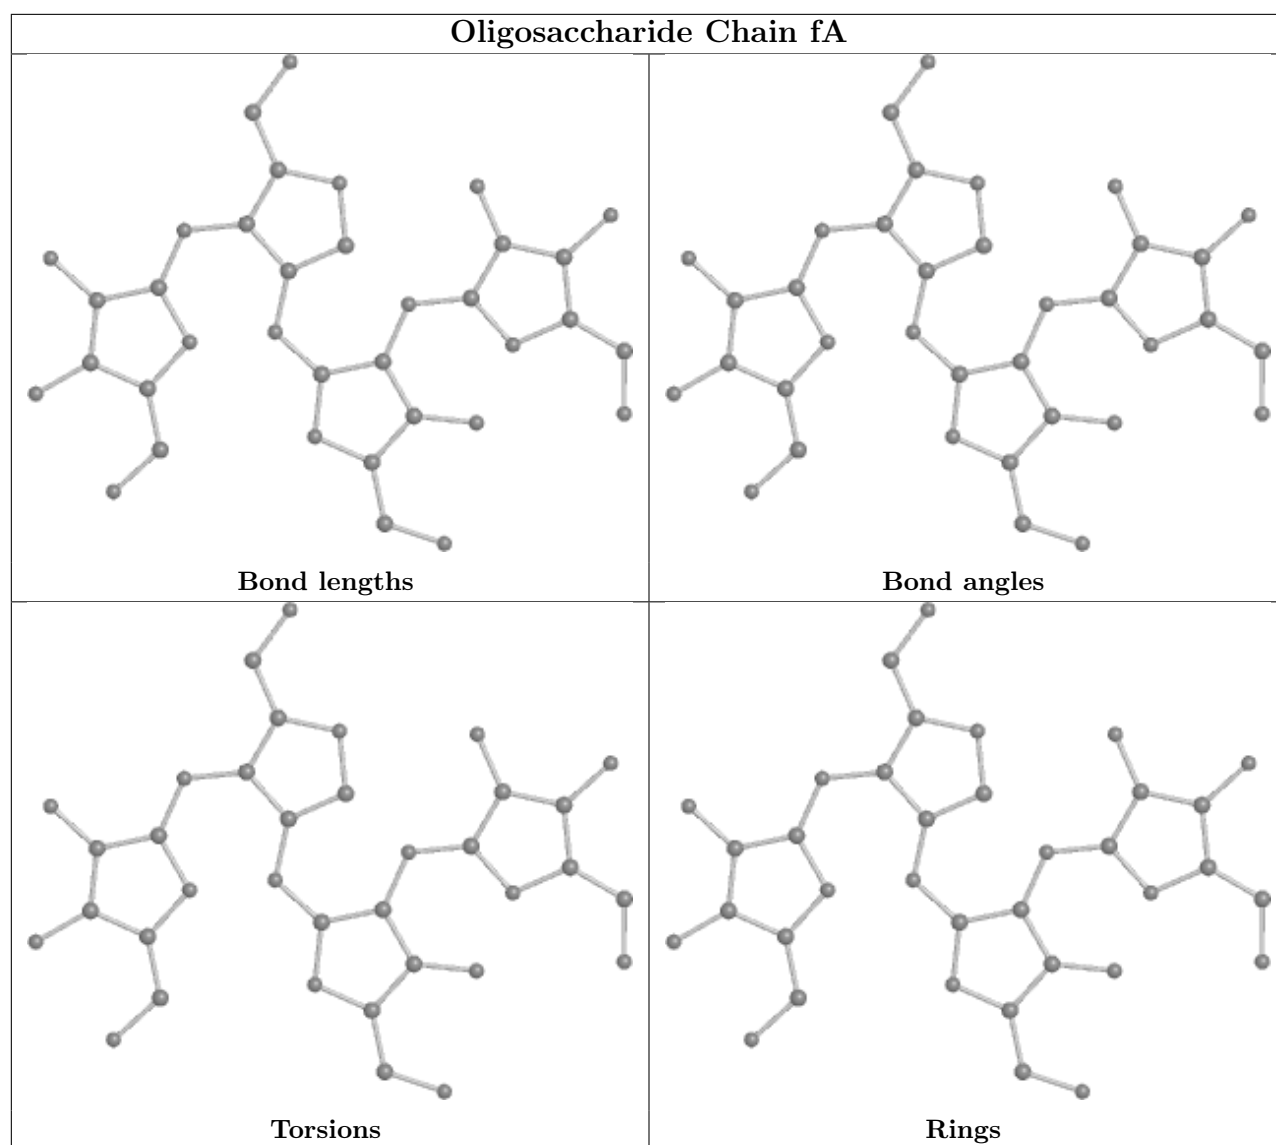 Oligosaccharide Chain fA
Bond lengths
Bond angles
Torsions
Rings